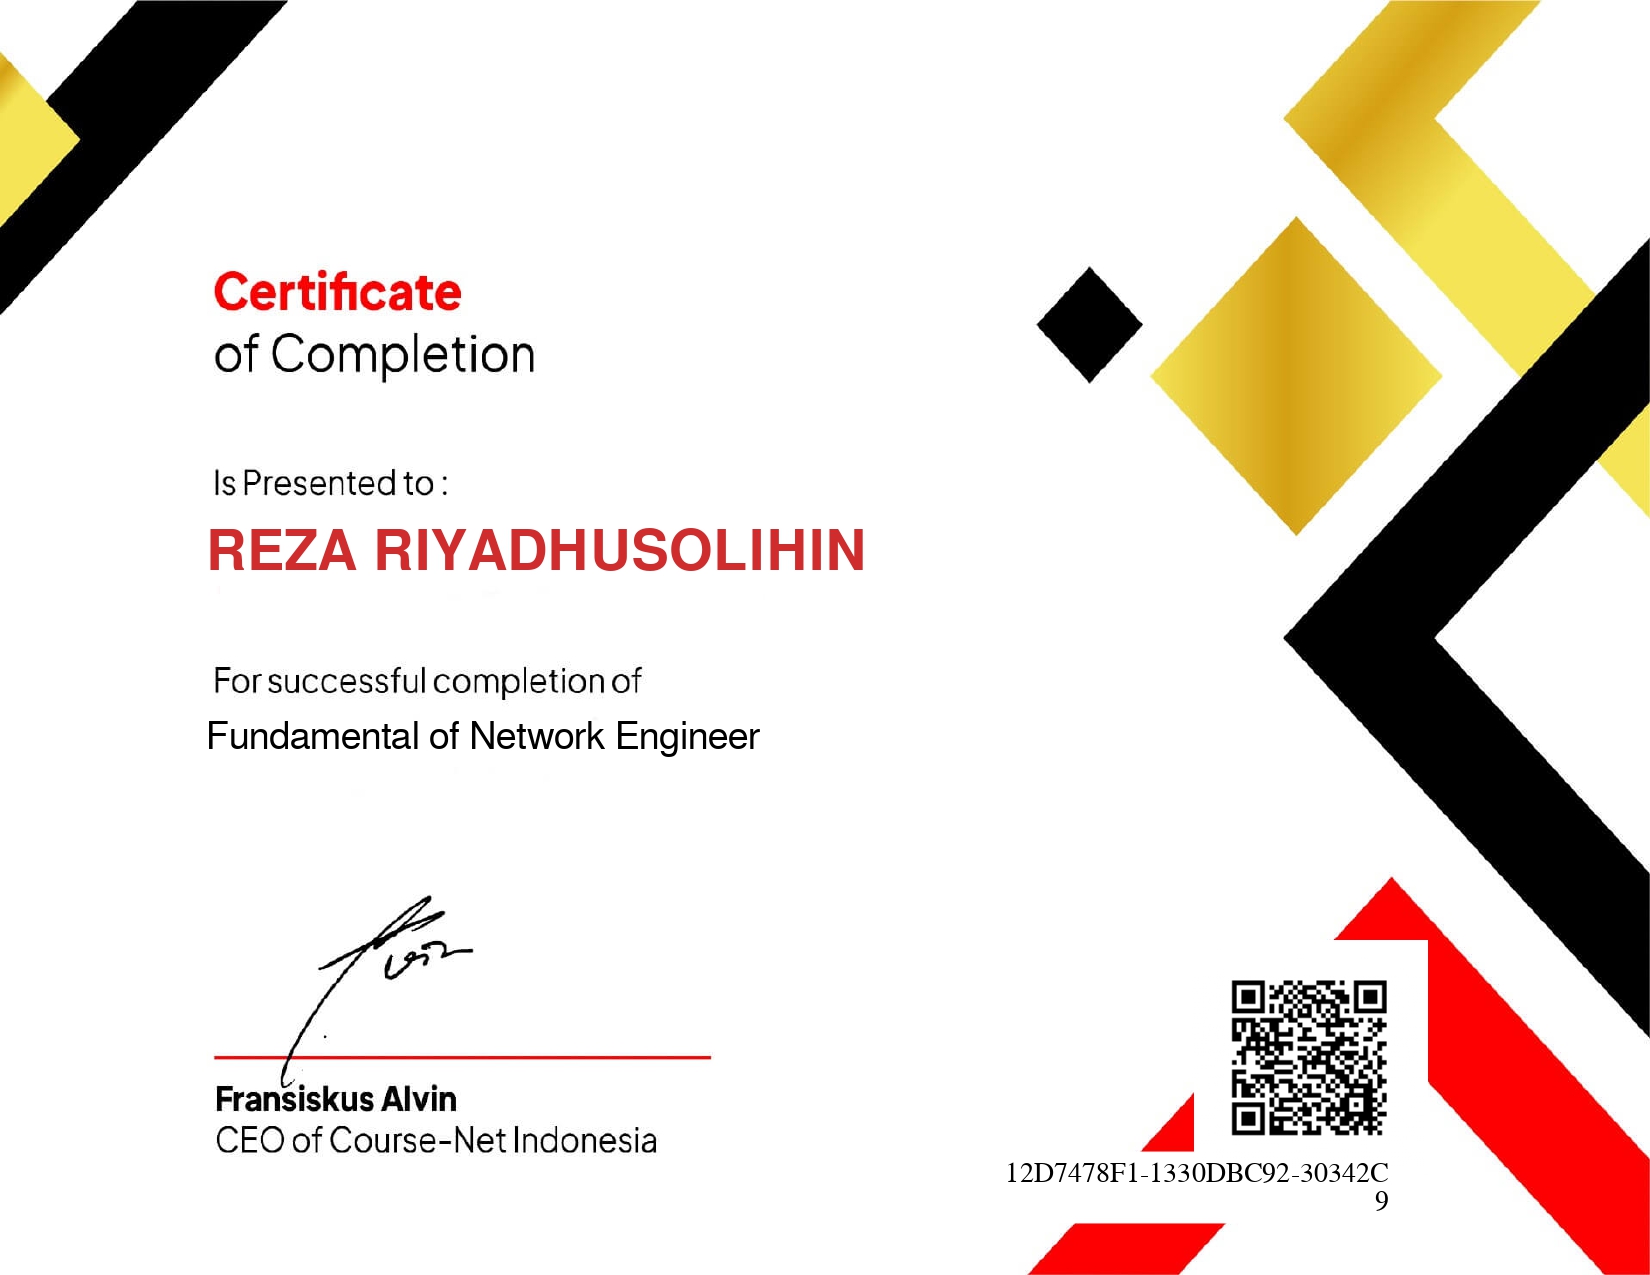 Certificate
of Completion
Is Presented to :
REZA RIYADHUSOLIHIN
For successful completion of
Fundamental of Network Engineer
Fransiskus Alvin
CEO of Course-Net Indonesia
12D7478F1-1330DBC92-30342C
9